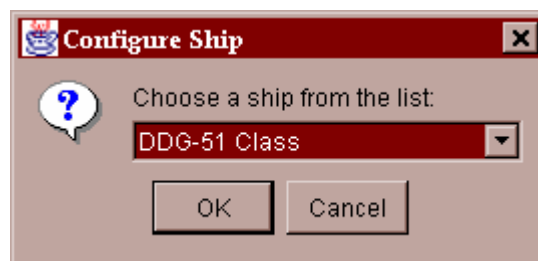 Configure Ship
Choose a ship from the list:
DDG-51 Class
OK Cancel